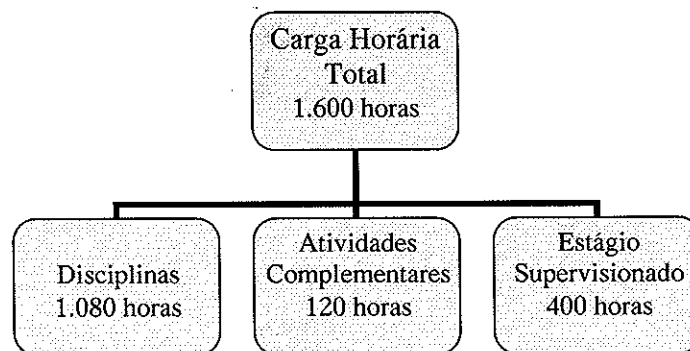 Carga Horária
Total
1.600 horas
Disciplinas
1.080 horas
Atividades
Complementares
120 horas
Estágio
Supervisionado
400 horas